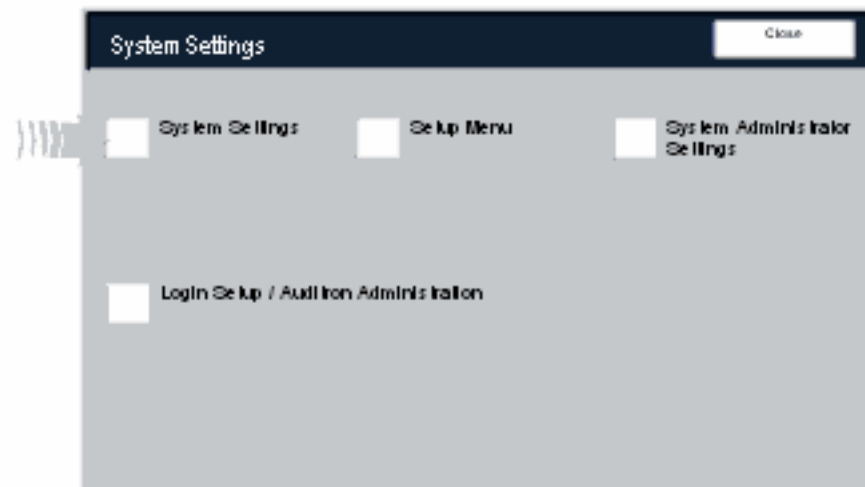 System Settings
Close
System Settings
Setup Menu
System Administrator
Settings
Login Setup / Auditron Administration